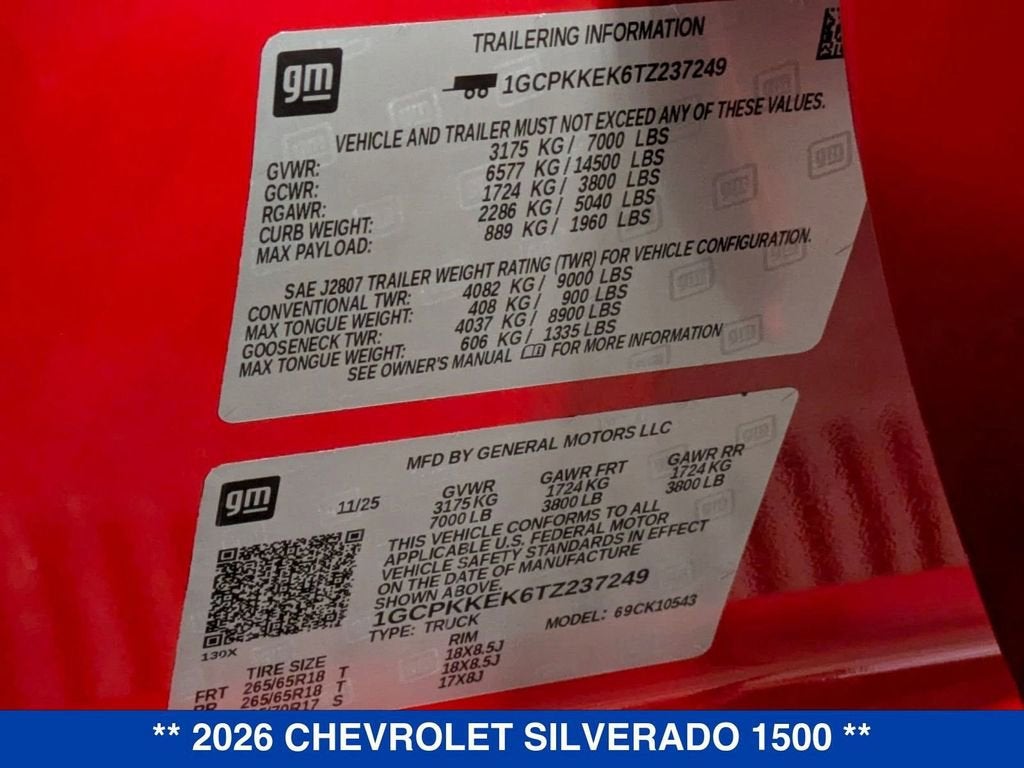 gm
TRAILERING INFORMATION
1GCPKKEK6TZ237249
VEHICLE AND TRAILER MUST NOT EXCEED ANY OF THESE VALUES.
GVWR: 3175 KG/ 7000 LBS
GCWR: 6577 KG/ 14500 LBS
RGAWR: 1724 KG/ 3800 LBS
CURB WEIGHT: 2286 KG/ 5040 LBS
MAX PAYLOAD: 889 KG/ 1960 LBS
SAE J2807 TRAILER WEIGHT RATING (TWR) FOR VEHICLE CONFIGURATION.
CONVENTIONAL TWR: 4082 KG/ 9000 LBS
MAX TONGUE WEIGHT: 408 KG/ 900 LBS
GOOSENECK TWR: 4037 KG/ 8900 LBS
MAX TONGUE WEIGHT: 606 KG/ 1335 LBS
SEE OWNER'S MANUAL FOR MORE INFORMATION
gm
MFD BY GENERAL MOTORS LLC
11/25 GVWR GAWR FRT GAWR RR
3175 KG 1724 KG 1724 KG
7000 LB 3800 LB 3800 LB
THIS VEHICLE CONFORMS TO ALL
APPLICABLE U.S. FEDERAL MOTOR
VEHICLE SAFETY STANDARDS IN EFFECT
ON THE DATE OF MANUFACTURE
SHOWN ABOVE.
1GCPKKEK6TZ237249
TYPE: TRUCK MODEL: 69CK10543
139X
TIRE SIZE RIM
FRT 265/65R18 T 18X8.5J
RR 265/65R18 T 18X8.5J
S 17X8J
** 2026 CHEVROLET SILVERADO 1500 **